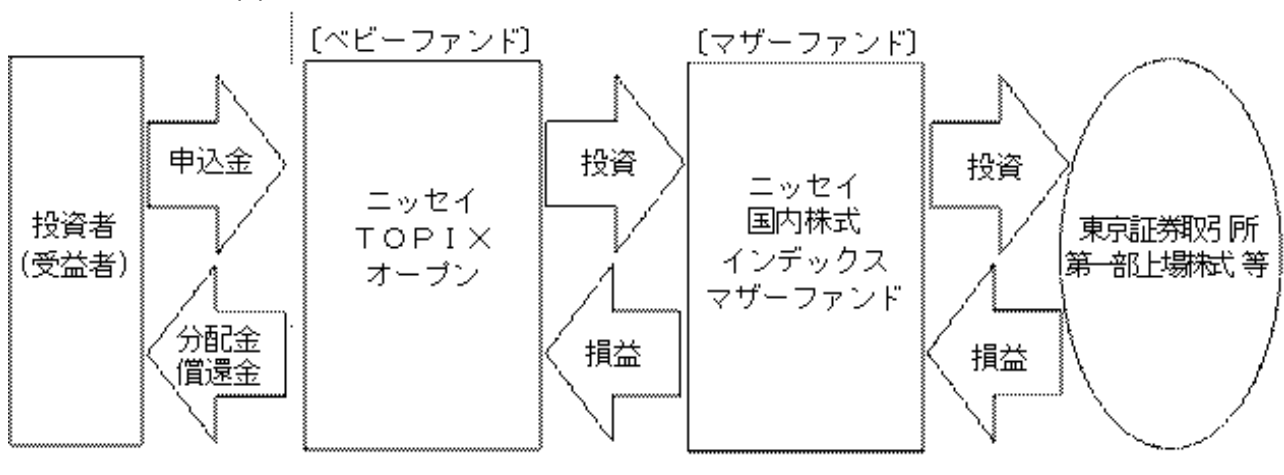 〔ベビーファンド〕
〔マザーファンド〕
投資者
(受益者)
申込金
分配金
償還金
ニッセイ
ＴＯＰＩＸ
オープン
投資
損益
ニッセイ
国内株式
インデックス
マザーファンド
投資
損益
東京証券取引所
第一部上場株式等